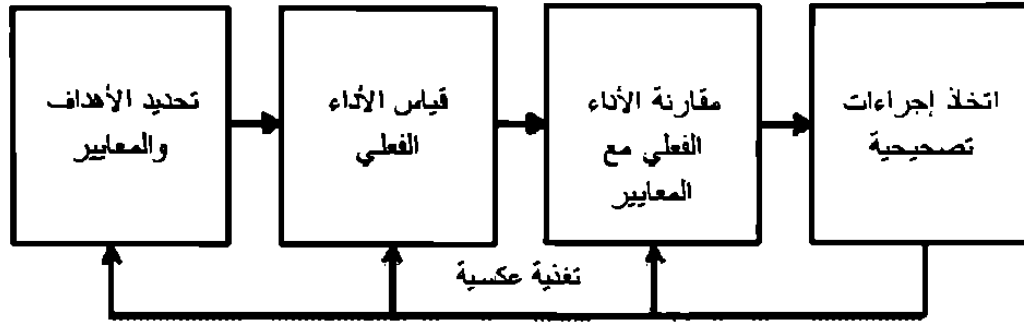 تحديد الأهداف
والمعايير
قياس الأداء
الفعلي
مقارنة الأداء
الفعلي مع
المعايير
اتخاذ إجراءات
تصحيحية
تغذية عكسية